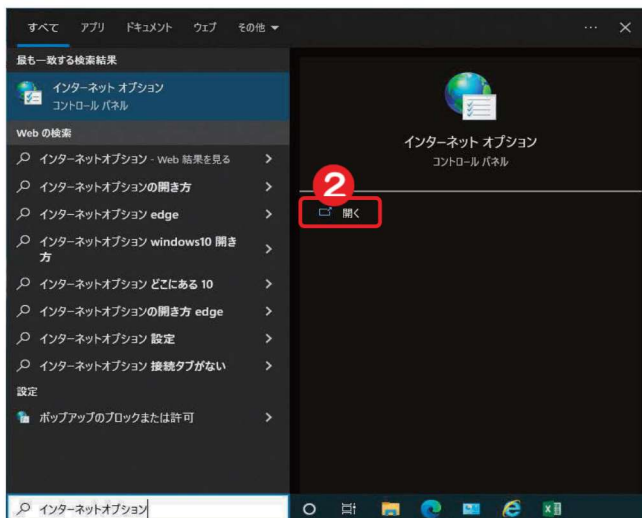 すべて アプリ ドキュメント ウェブ その他
最も一致する検索結果
インターネット オプション
コントロール パネル
Web の検索
インターネットオプション - Web 結果を見る
インターネットオプションの開き方
インターネットオプション edge
インターネットオプション windows10 開き
方
インターネットオプション どこにある 10
インターネットオプションの開き方 edge
インターネットオプション 設定
インターネットオプション 接続タブがない
設定
ポップアップのブロックまたは許可
インターネットオプション
インターネット オプション
コントロール パネル
2
開く